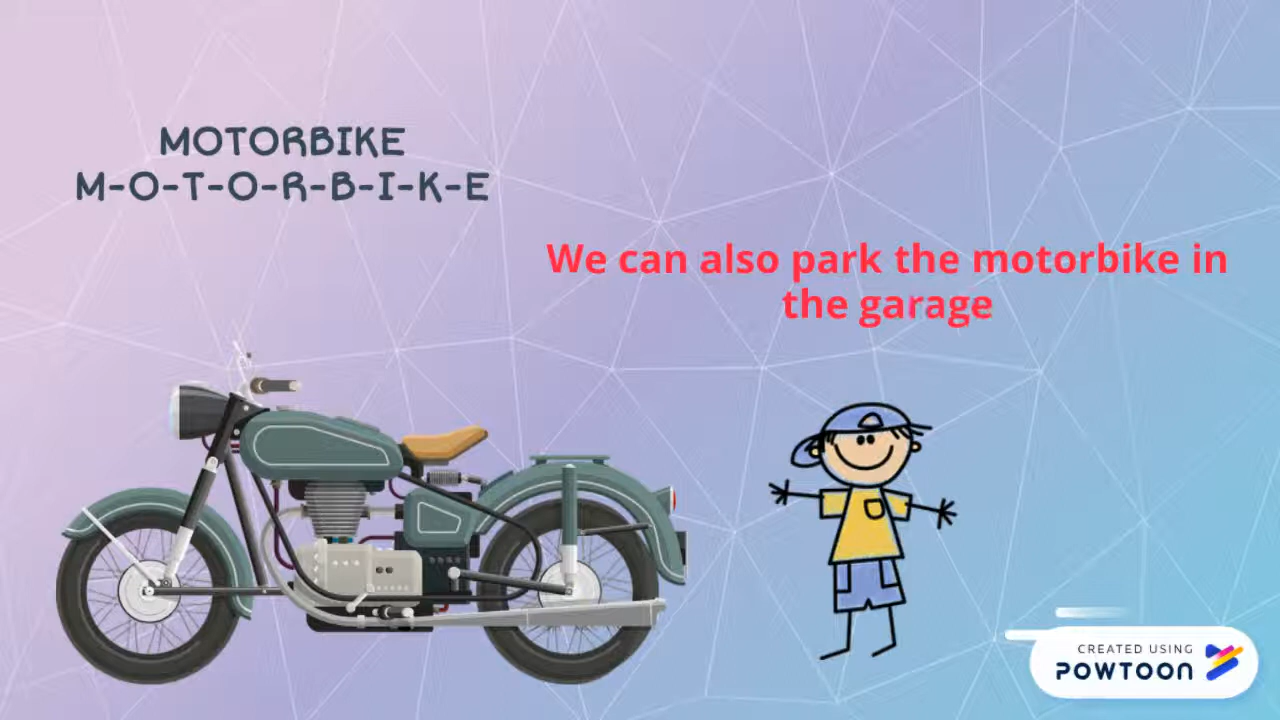 MOTORBIKE
M-O-T-O-R-B-I-K-E
We can also park the motorbike in
the garage
CREATED USING
POWTOON